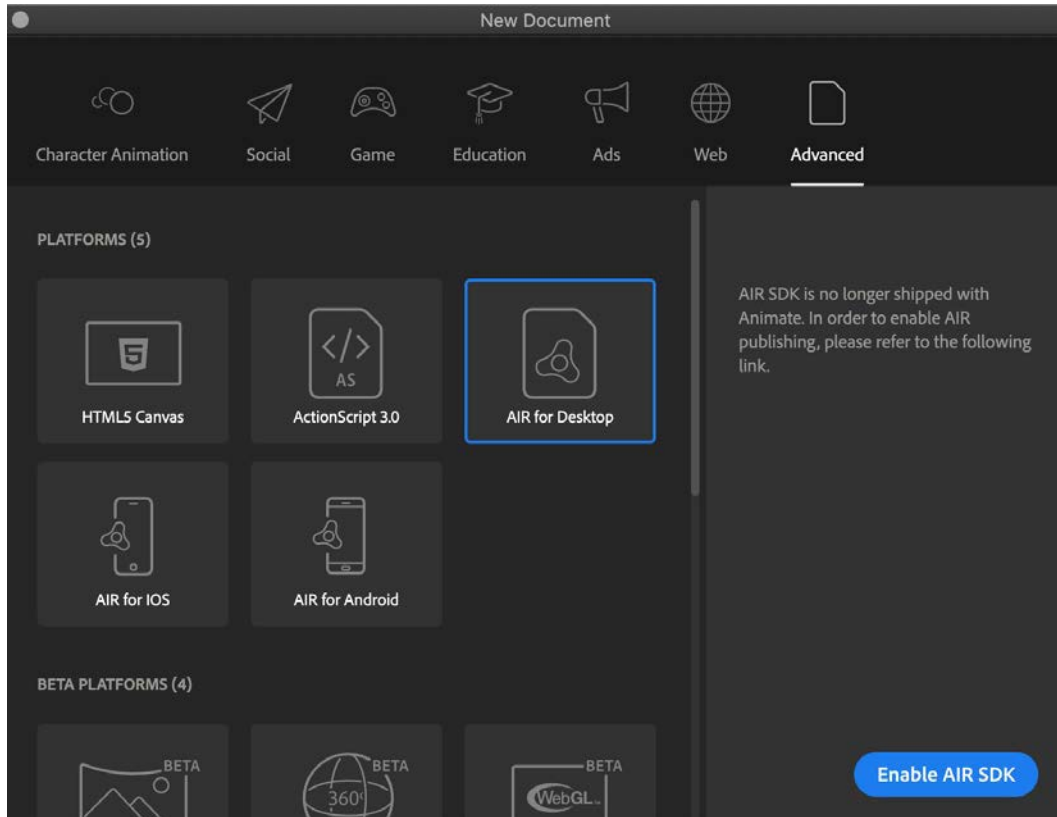 New Document
Character Animation
Social
Game
Education
Ads
Web
Advanced
PLATFORMS (5)
5
HTML5 Canvas
</>
AS
ActionScript 3.0
AIR for Desktop
AIR for IOS
AIR for Android
AIR SDK is no longer shipped with
Animate. In order to enable AIR
publishing, please refer to the following
link.
BETA PLATFORMS (4)
BETA
BETA
360°
BETA
WebGL
Enable AIR SDK